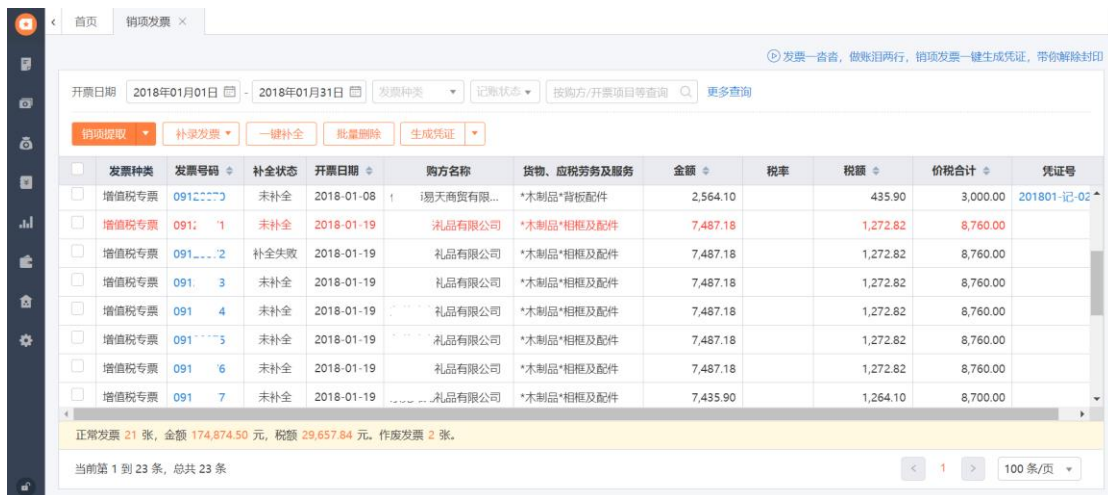 首页 销项发票 ×
发票一沓沓，做账泪两行，销项发票一键生成凭证，带你解除封印
开票日期 2018年01月01日 - 2018年01月31日 发票种类 记账状态 按购方/开票项目等查询 更多查询
销项提取 补录发票 一键补全 批量删除 生成凭证
发票种类 发票号码 补全状态 开票日期 购方名称 货物、应税劳务及服务 金额 税率 税额 价税合计 凭证号
增值税专票 091 未补全 2018-01-08 易天商贸有限... *木制品*背板配件 2,564.10 435.90 3,000.00 201801-记-02
增值税专票 091 1 未补全 2018-01-19 礼品有限公司 *木制品*相框及配件 7,487.18 1,272.82 8,760.00
增值税专票 091 2 补全失败 2018-01-19 礼品有限公司 *木制品*相框及配件 7,487.18 1,272.82 8,760.00
增值税专票 091 3 未补全 2018-01-19 礼品有限公司 *木制品*相框及配件 7,487.18 1,272.82 8,760.00
增值税专票 091 4 未补全 2018-01-19 礼品有限公司 *木制品*相框及配件 7,487.18 1,272.82 8,760.00
增值税专票 091 5 未补全 2018-01-19 礼品有限公司 *木制品*相框及配件 7,487.18 1,272.82 8,760.00
增值税专票 091 6 未补全 2018-01-19 礼品有限公司 *木制品*相框及配件 7,487.18 1,272.82 8,760.00
增值税专票 091 7 未补全 2018-01-19 礼品有限公司 *木制品*相框及配件 7,435.90 1,264.10 8,700.00
正常发票 21 张，金额 174,874.50 元，税额 29,657.84 元。作废发票 2 张。
当前第 1 到 23 条，总共 23 条 < 1 > 100 条/页